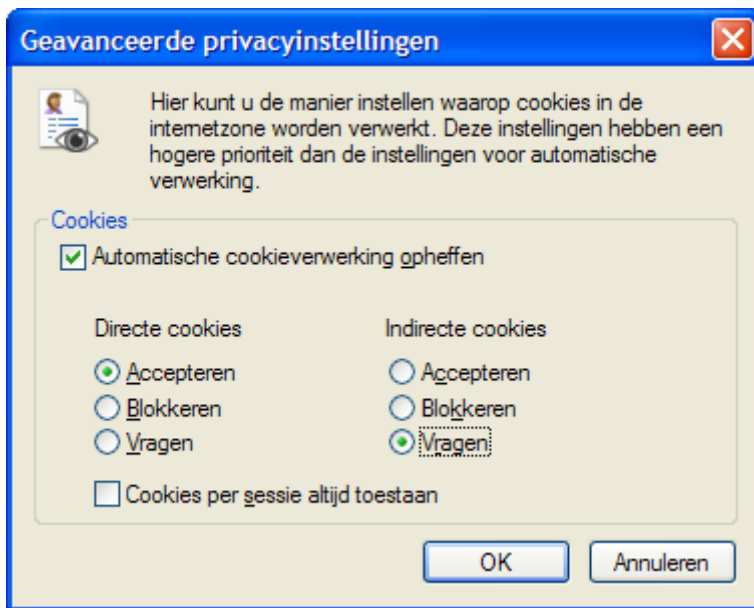 Geavanceerde privacyinstellingen
Hier kunt u de manier instellen waarop cookies in de
internetzone worden verwerkt. Deze instellingen hebben een
hogere prioriteit dan de instellingen voor automatische
verwerking.
Cookies
Automatische cookieverwerking opheffen
Directe cookies Indirecte cookies
Accepteren Accepteren
Blokkeren Blokkeren
Vragen Vragen
Cookies per sessie altijd toestaan
OK Annuleren